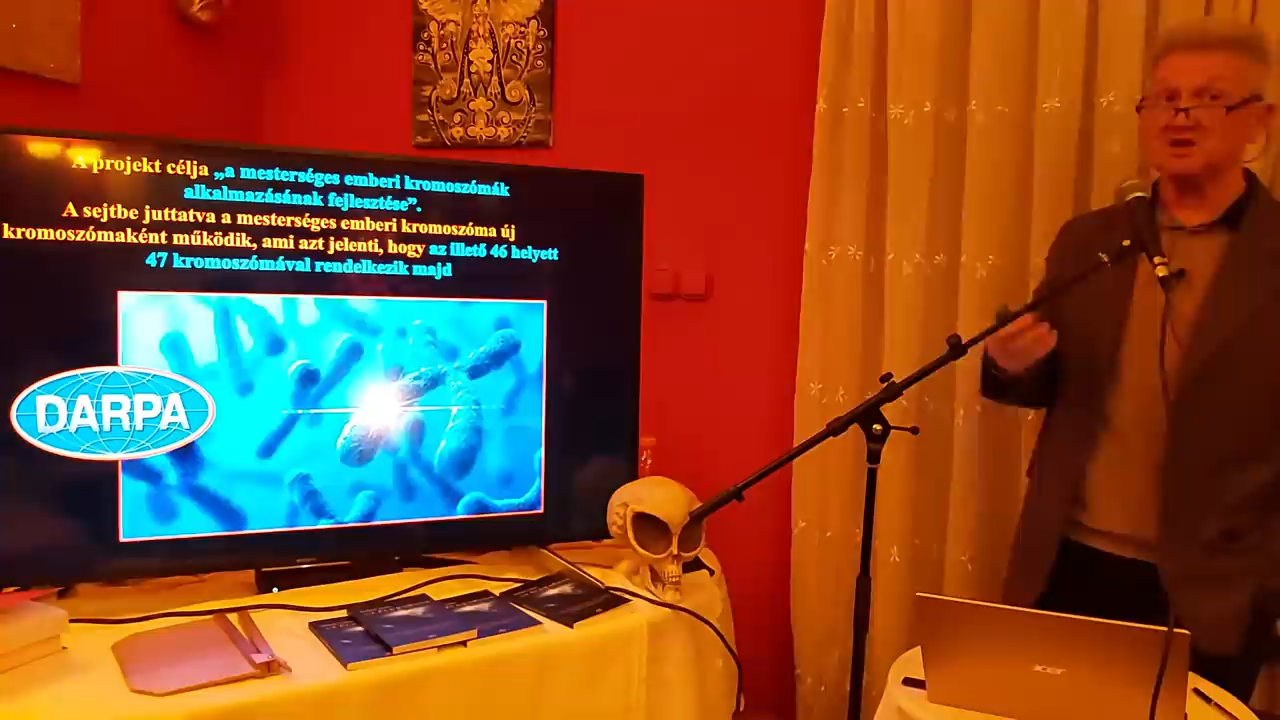 A projekt célja „a mesterséges emberi kromoszómák
alkalmazásának fejlesztése”.
A sejtbe juttatva a mesterséges emberi kromoszóma új
kromoszómaként működik, ami azt jelenti, hogy az illető 46 helyett
47 kromoszómával rendelkezik majd
DARPA
acer